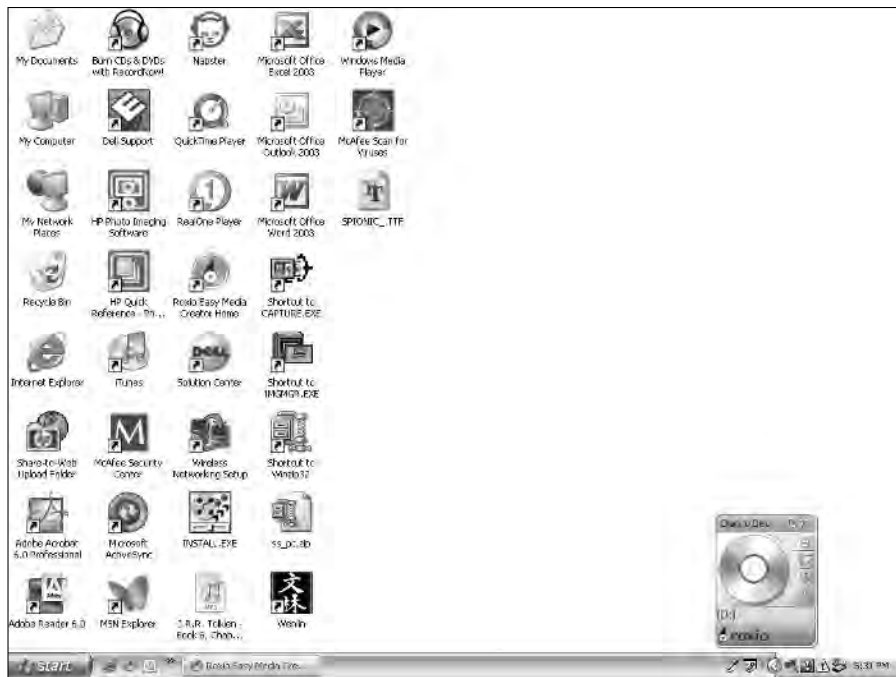 My Documents
Burn CDs & DVDs
with RecordNow!
Napster
Microsoft Office
Excel 2003
Windows Media
Player
My Computer
Dell Support
QuickTime Player
Microsoft Office
Outlook 2003
McAfee Scan for
Viruses
My Network
Places
HP Photo Imaging
Software
RealOne Player
Microsoft Office
Word 2003
SPIONIC_.TTF
Recycle Bin
HP Quick
Reference - Ph...
Roxio Easy Media
Creator Home
Shortcut to
CAPTURE.EXE
Internet Explorer
iTunes
DELL
Solution Center
Shortcut to
IMGMGR.EXE
Share-to-Web
Upload Folder
McAfee Security
Center
Wireless
Networking Setup
Shortcut to
Winzip32
Adobe Acrobat
6.0 Professional
Microsoft
ActiveSync
INSTALL.EXE
ss_pc.zip
Adobe Reader 6.0
MSN Explorer
J.R.R. Tolkien -
Book 6, Chap...
文林
Wenlin
(D:)
roxio
start
Roxio Easy Media Cre...
5:31 PM